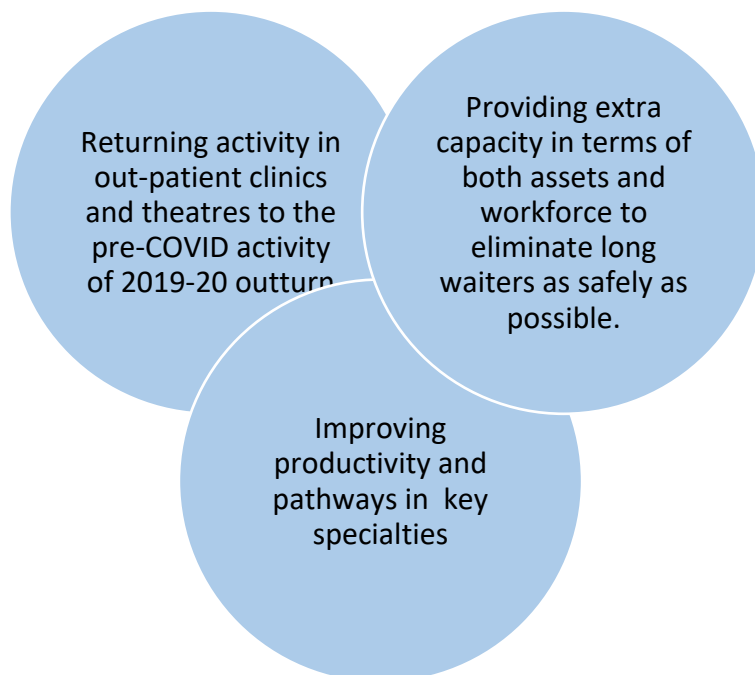 Returning activity in
out-patient clinics
and theatres to the
pre-COVID activity
of 2019-20 outturn
Providing extra
capacity in terms of
both assets and
workforce to
eliminate long
waiters as safely as
possible.
Improving
productivity and
pathways in  key
specialties